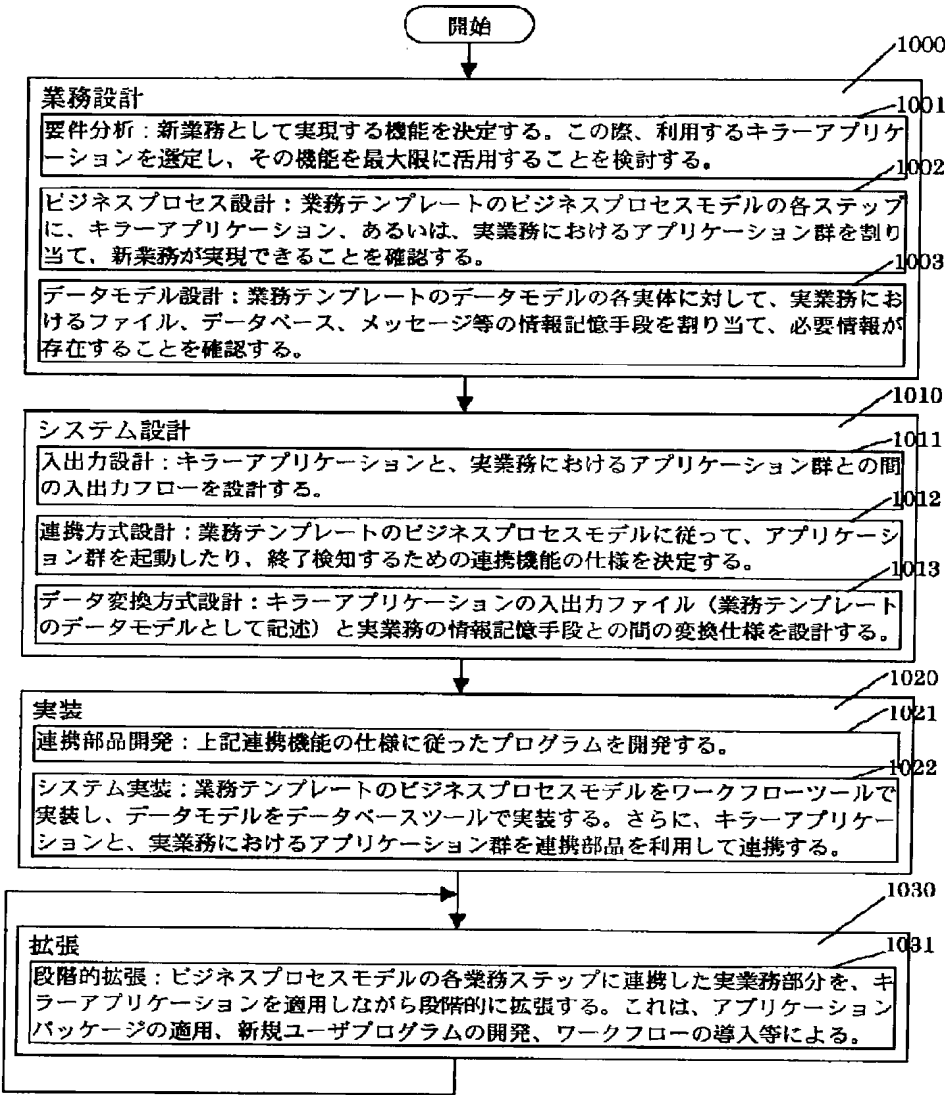 開始
1000
業務設計
1001
要件分析：新業務として実現する機能を決定する。この際、利用するキラーアプリケ
ーションを選定し、その機能を最大限に活用することを検討する。
1002
ビジネスプロセス設計：業務テンプレートのビジネスプロセスモデルの各ステップ
に、キラーアプリケーション、あるいは、実業務におけるアプリケーション群を割り
当て、新業務が実現できることを確認する。
1003
データモデル設計：業務テンプレートのデータモデルの各実体に対して、実業務にお
けるファイル、データベース、メッセージ等の情報記憶手段を割り当て、必要情報が
存在することを確認する。
1010
システム設計
1011
入出力設計：キラーアプリケーションと、実業務におけるアプリケーション群との間
の入出力フローを設計する。
1012
連携方式設計：業務テンプレートのビジネスプロセスモデルに従って、アプリケーシ
ョン群を起動したり、終了検知するための連携機能の仕様を決定する。
1013
データ変換方式設計：キラーアプリケーションの入出力ファイル（業務テンプレート
のデータモデルとして記述）と実業務の情報記憶手段との間の変換仕様を設計する。
1020
実装
1021
連携部品開発：上記連携機能の仕様に従ったプログラムを開発する。
1022
システム実装：業務テンプレートのビジネスプロセスモデルをワークフローツールで
実装し、データモデルをデータベースツールで実装する。さらに、キラーアプリケー
ションと、実業務におけるアプリケーション群を連携部品を利用して連携する。
1030
拡張
1031
段階的拡張：ビジネスプロセスモデルの各業務ステップに連携した実業務部分を、キ
ラーアプリケーションを適用しながら段階的に拡張する。これは、アプリケーション
パッケージの適用、新規ユーザプログラムの開発、ワークフローの導入等による。